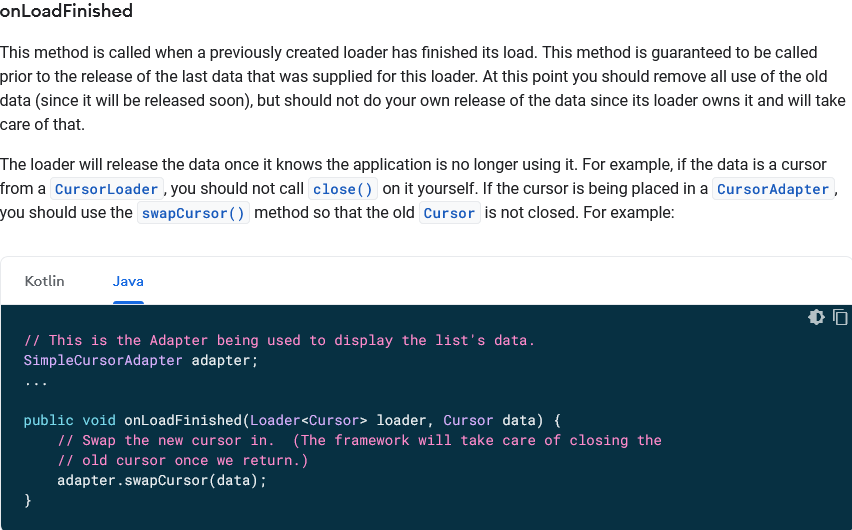 onLoadFinished
This method is called when a previously created loader has finished its load. This method is guaranteed to be called
prior to the release of the last data that was supplied for this loader. At this point you should remove all use of the old
data (since it will be released soon), but should not do your own release of the data since its loader owns it and will take
care of that.
The loader will release the data once it knows the application is no longer using it. For example, if the data is a cursor
from a CursorLoader, you should not call close() on it yourself. If the cursor is being placed in a CursorAdapter,
you should use the swapCursor() method so that the old Cursor is not closed. For example:
Kotlin Java
// This is the Adapter being used to display the list's data.
SimpleCursorAdapter adapter;
...
public void onLoadFinished(Loader<Cursor> loader, Cursor data) {
    // Swap the new cursor in.  (The framework will take care of closing the
    // old cursor once we return.)
    adapter.swapCursor(data);
}